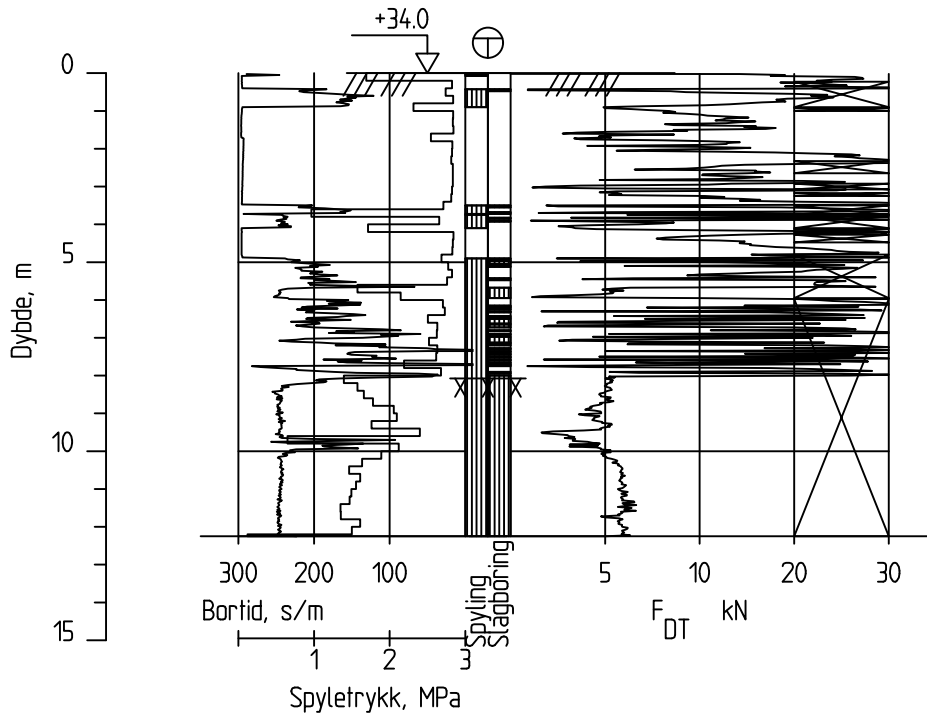 +34.0
0
5
10
15
Dybde, m
300 200 100
5 10 20 30
Bortid, s/m
Spyling
Slagboring
F_DT kN
1 2 3
Spyletrykk, MPa